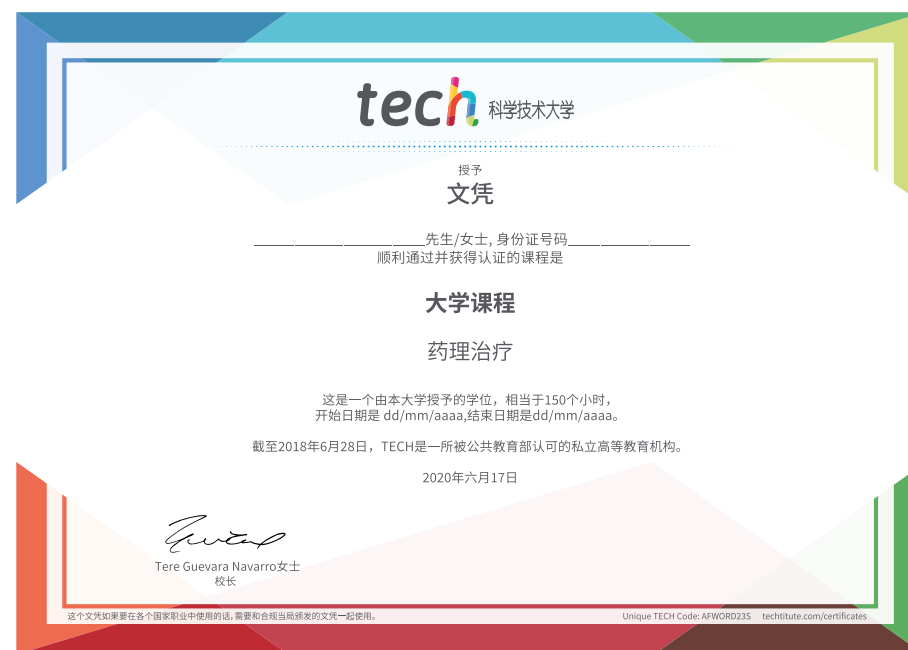 tech 科学技术大学
授予
文凭
____________________先生/女士, 身份证号码_______________
顺利通过并获得认证的课程是
大学课程
药理治疗
这是一个由本大学授予的学位，相当于150个小时，
开始日期是 dd/mm/aaaa,结束日期是dd/mm/aaaa。
截至2018年6月28日，TECH是一所被公共教育部认可的私立高等教育机构。
2020年六月17日
Tere Guevara Navarro女士
校长
这个文凭如果要在各个国家职业中使用的话,需要和合规当局颁发的文凭一起使用。
Unique TECH Code: AFWORD23S techtitute.com/certificates